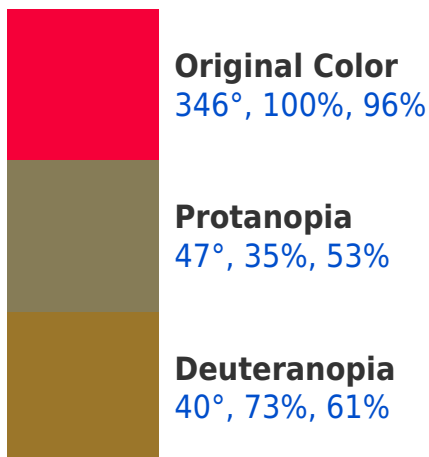 Original Color
346°, 100%, 96%
Protanopia
47°, 35%, 53%
Deuteranopia
40°, 73%, 61%